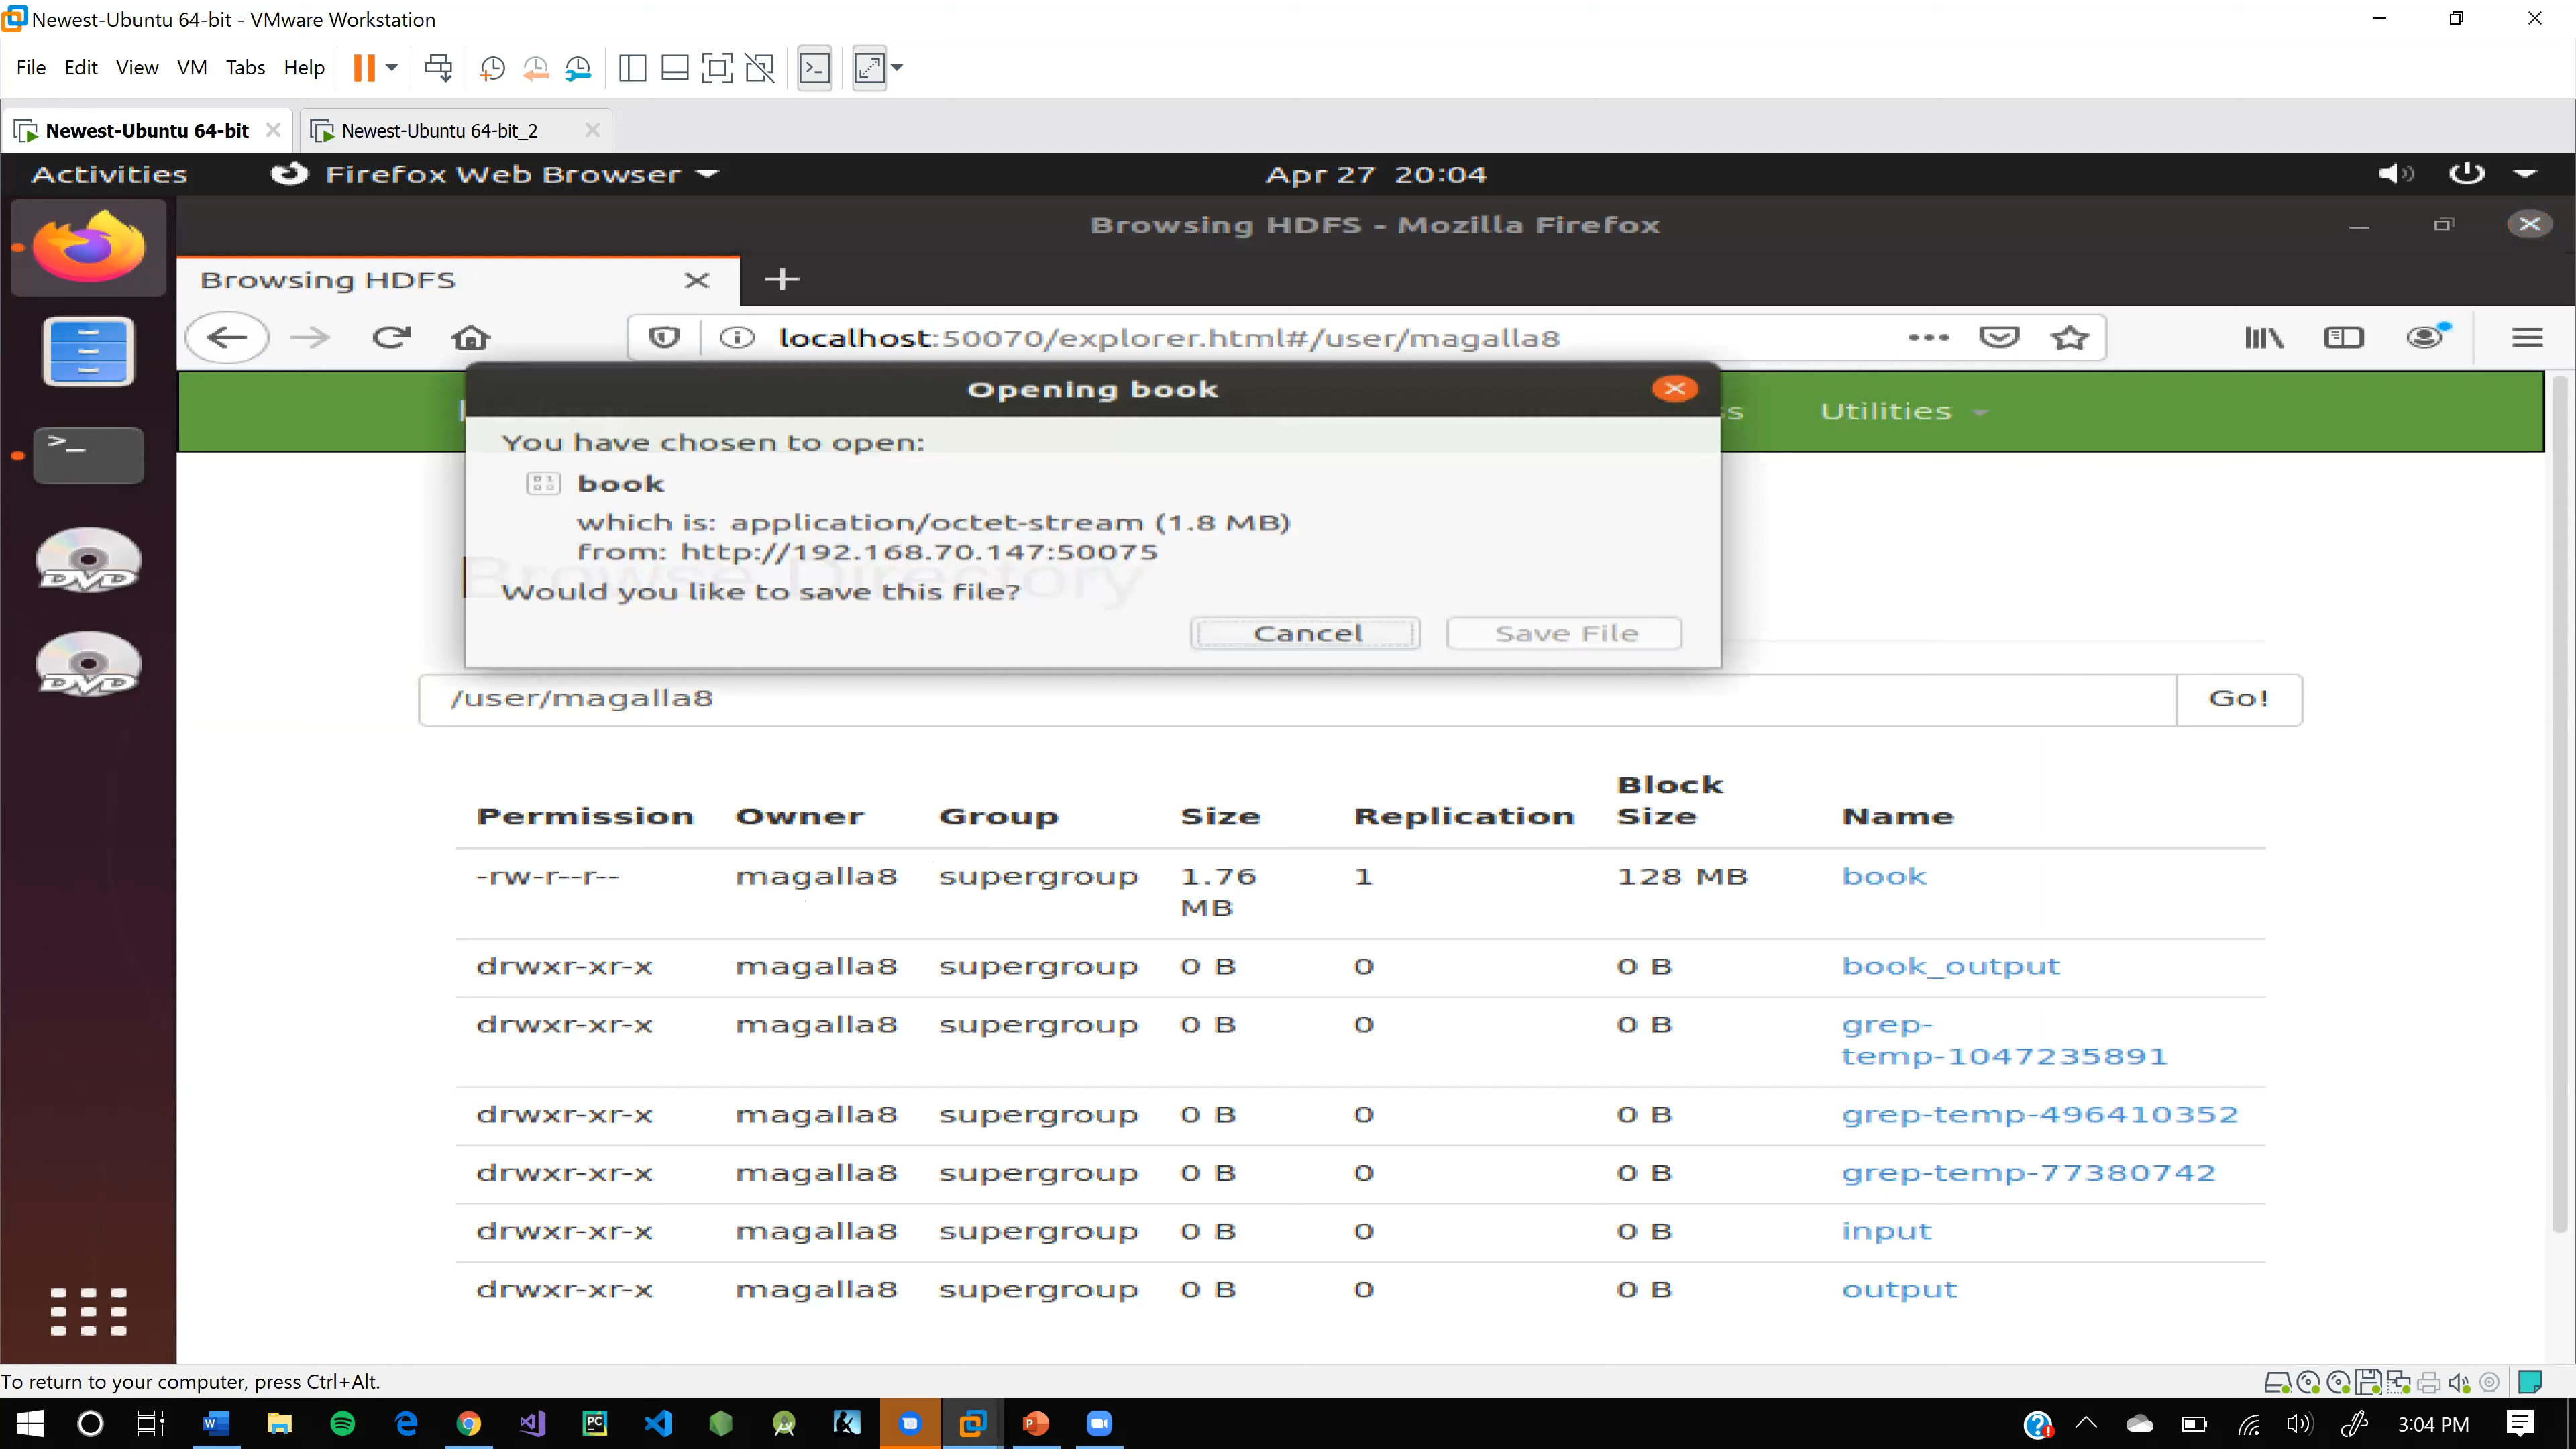 Newest-Ubuntu 64-bit - VMware Workstation
File Edit View VM Tabs Help
Newest-Ubuntu 64-bit
Newest-Ubuntu 64-bit_2
Activities
Firefox Web Browser
Apr 27 20:04
Browsing HDFS - Mozilla Firefox
Browsing HDFS
localhost:50070/explorer.html#/user/magalla8
Utilities
Opening book
You have chosen to open:
book
which is: application/octet-stream (1.8 MB)
from: http://192.168.70.147:50075
Browse Directory
Would you like to save this file?
Cancel
Save File
/user/magalla8
Go!
Permission Owner Group Size Replication Block Size Name
-rw-r--r-- magalla8 supergroup 1.76 MB 1 128 MB book
drwxr-xr-x magalla8 supergroup 0 B 0 0 B book_output
drwxr-xr-x magalla8 supergroup 0 B 0 0 B grep-temp-1047235891
drwxr-xr-x magalla8 supergroup 0 B 0 0 B grep-temp-496410352
drwxr-xr-x magalla8 supergroup 0 B 0 0 B grep-temp-77380742
drwxr-xr-x magalla8 supergroup 0 B 0 0 B input
drwxr-xr-x magalla8 supergroup 0 B 0 0 B output
DVD
DVD
To return to your computer, press Ctrl+Alt.
3:04 PM